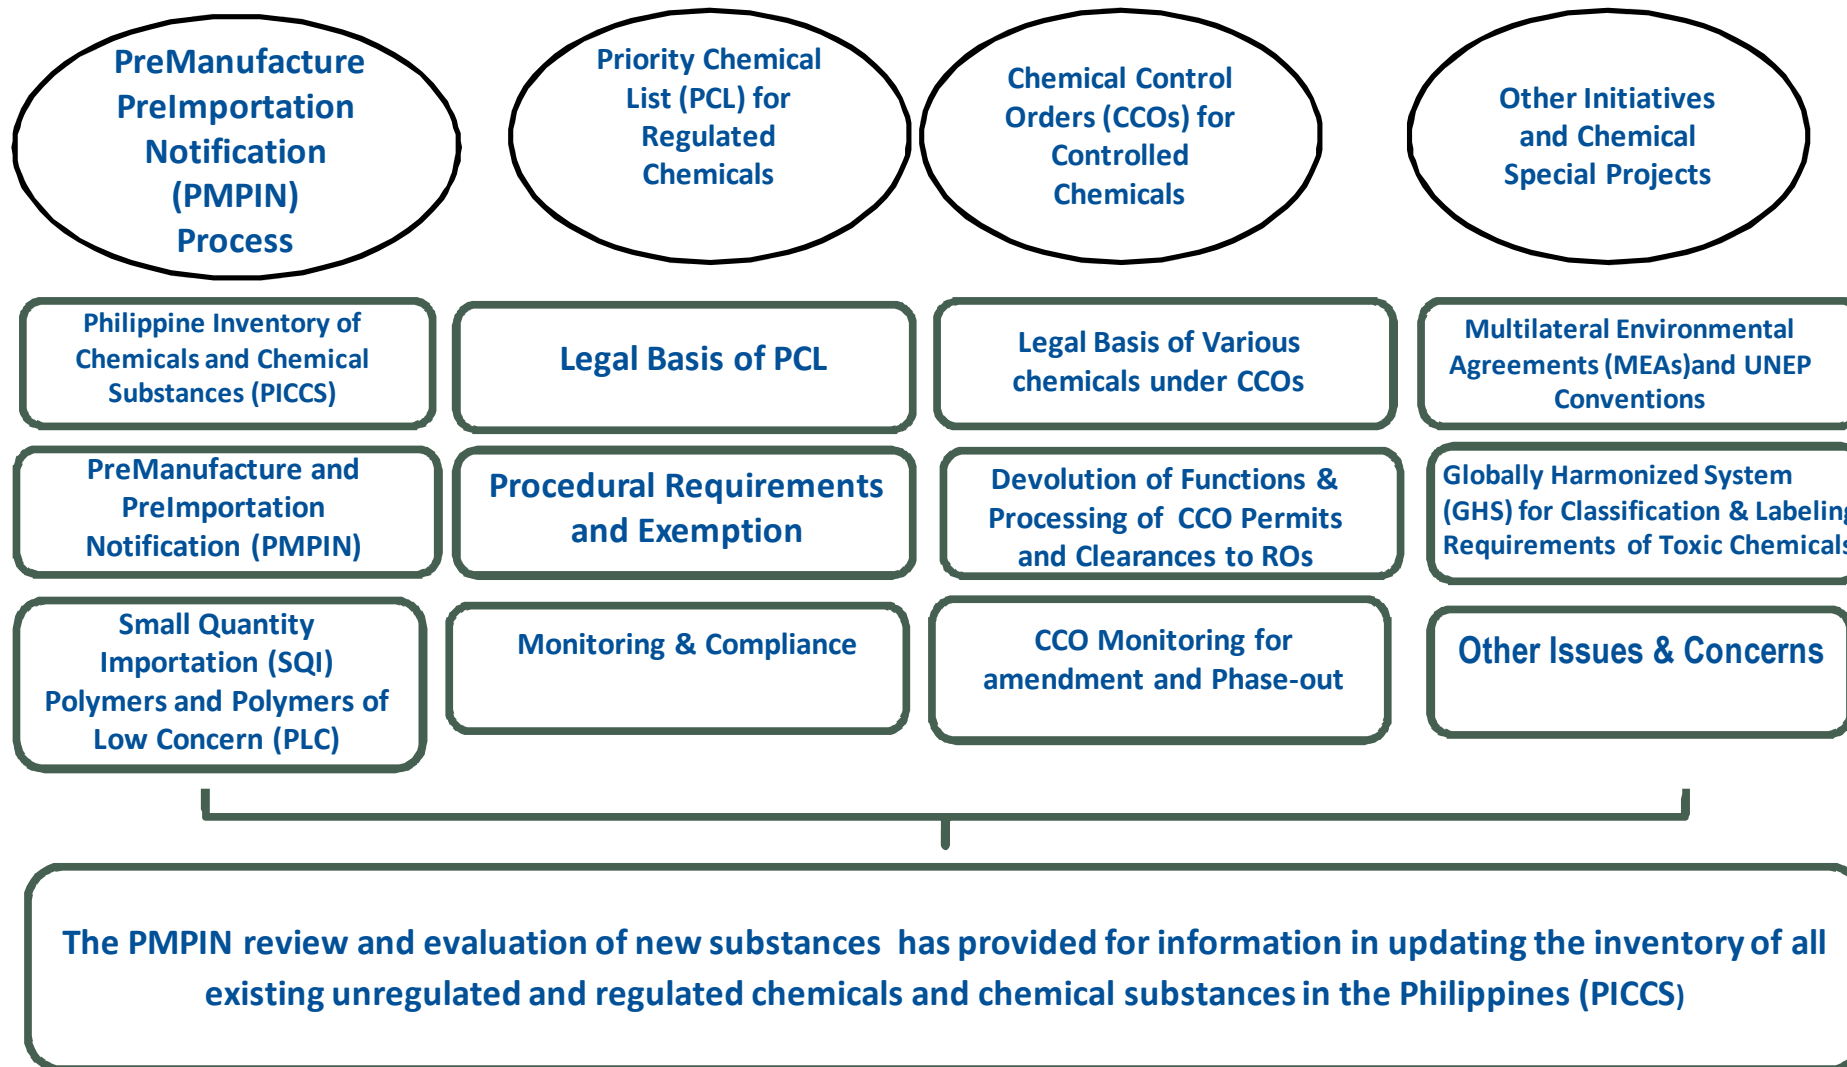 PreManufacture
PreImportation
Notification
(PMPIN)
Process
Priority Chemical
List (PCL) for
Regulated
Chemicals
Chemical Control
Orders (CCOs) for
Controlled
Chemicals
Other Initiatives
and Chemical
Special Projects
Philippine Inventory of
Chemicals and Chemical
Substances (PICCS)
Legal Basis of PCL
Legal Basis of Various
chemicals under CCOs
Multilateral Environmental
Agreements (MEAs)and UNEP
Conventions
PreManufacture and
PreImportation
Notification (PMPIN)
Procedural Requirements
and Exemption
Devolution of Functions &
Processing of CCO Permits
and Clearances to ROs
Globally Harmonized System
(GHS) for Classification & Labeling
Requirements of Toxic Chemicals
Small Quantity
Importation (SQI)
Polymers and Polymers of
Low Concern (PLC)
Monitoring & Compliance
CCO Monitoring for
amendment and Phase-out
Other Issues & Concerns
The PMPIN review and evaluation of new substances has provided for information in updating the inventory of all
existing unregulated and regulated chemicals and chemical substances in the Philippines (PICCS)